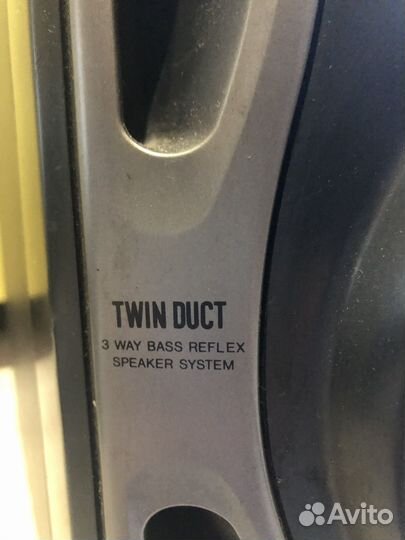 TWIN DUCT
3 WAY BASS REFLEX
SPEAKER SYSTEM
Avito